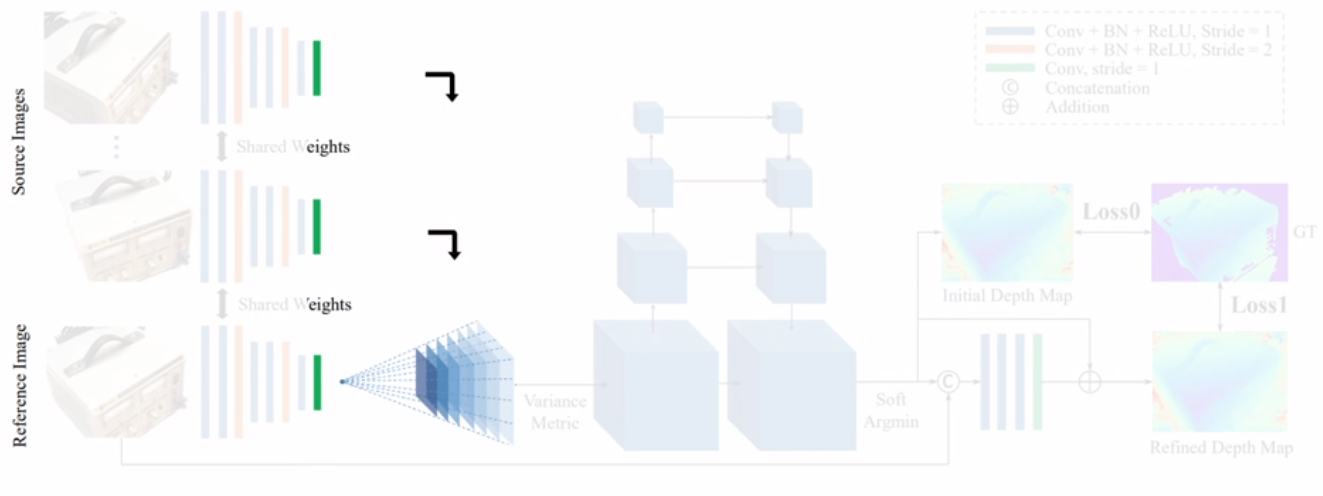 Source Images
Reference Image
Shared Weights
Shared Weights
Variance
Metric
Soft
Argmin
C
Conv + BN + ReLU, Stride = 1
Conv + BN + ReLU, Stride = 2
Conv, stride = 1
C Concatenation
Addition
Loss0
GT
Initial Depth Map
Loss1
Refined Depth Map